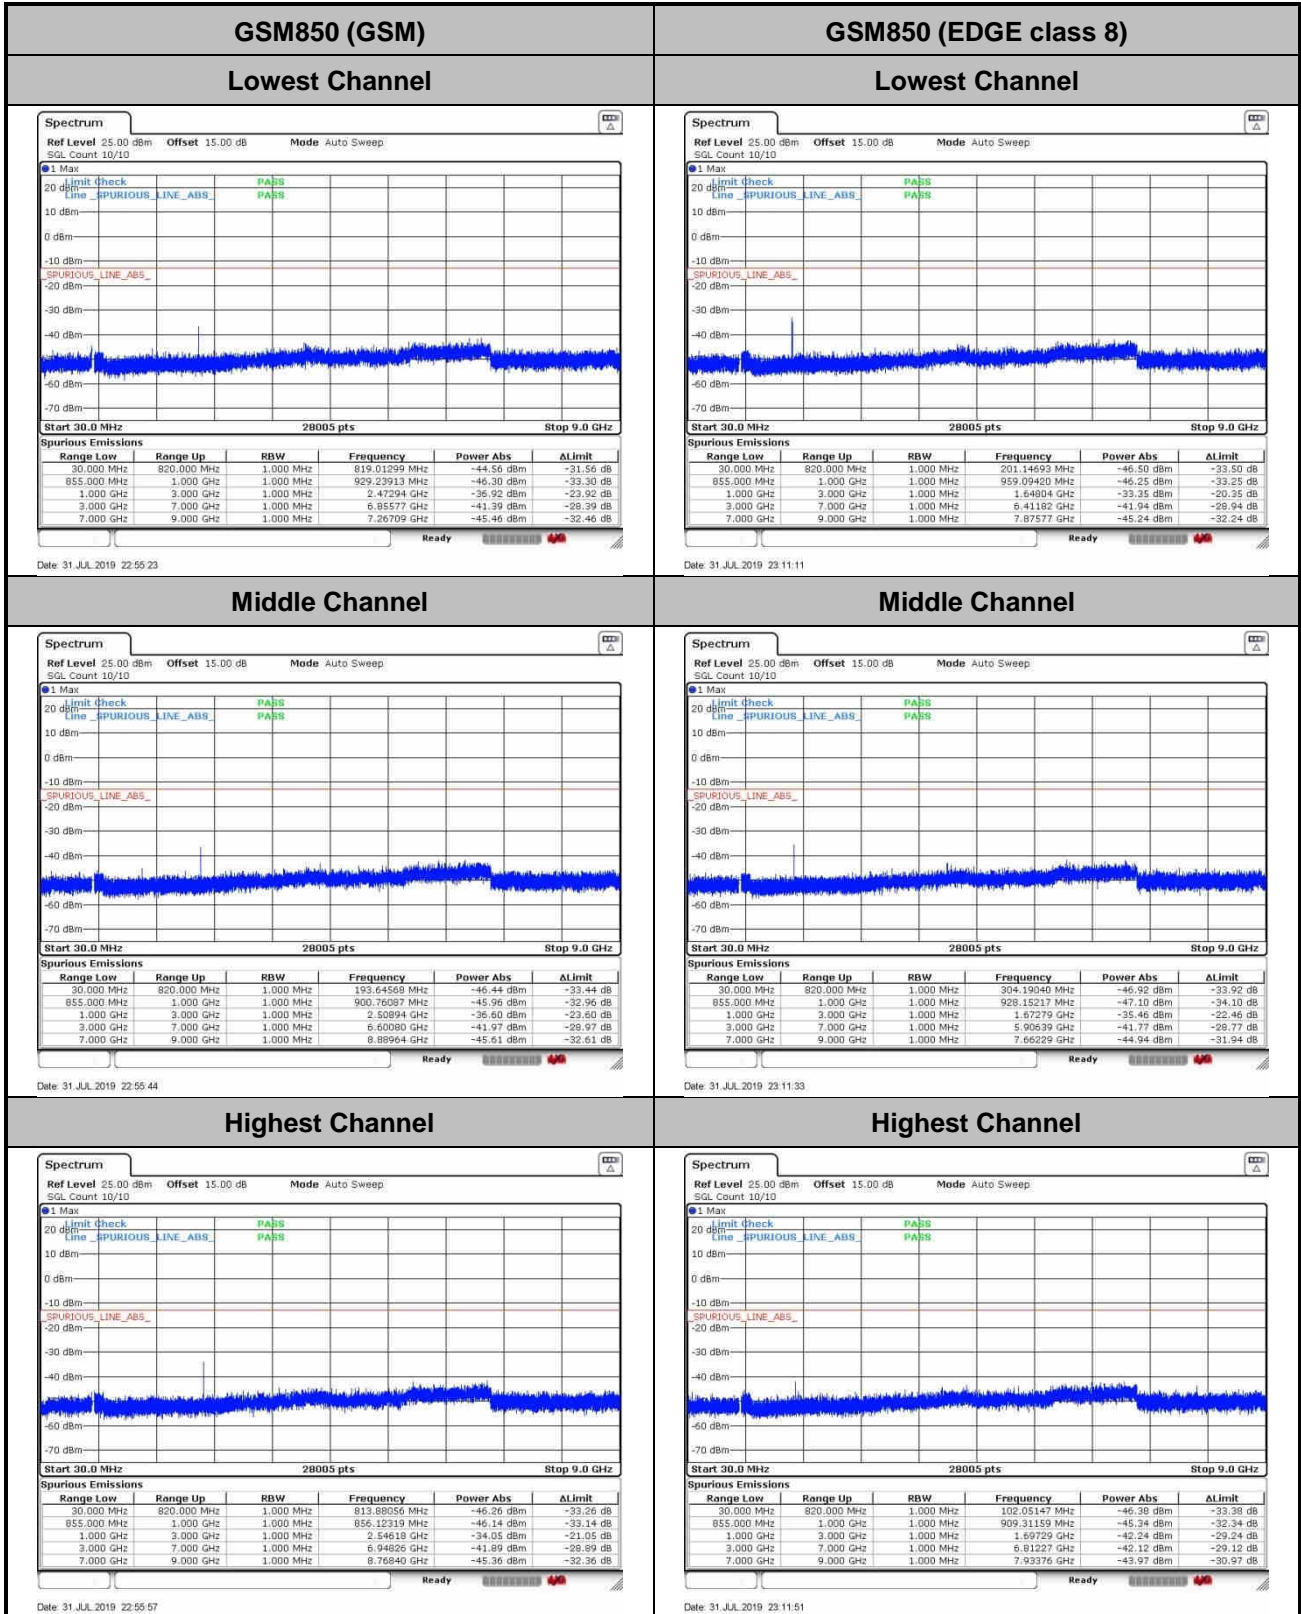 GSM850 (GSM)
GSM850 (EDGE class 8)
Lowest Channel
Lowest Channel
Spectrum
Ref Level 25.00 dBm Offset 15.00 dB Mode Auto Sweep
SGL Count 10/10
1 Max
Limit Check PASS
20 dBm
Line _SPURIOUS_LINE_ABS_ PASS
10 dBm
0 dBm
-10 dBm
_SPURIOUS_LINE_ABS_
-20 dBm
-30 dBm
-40 dBm
-60 dBm
-70 dBm
Start 30.0 MHz 28005 pts Stop 9.0 GHz
Spurious Emissions
Range Low Range Up RBW Frequency Power Abs ΔLimit
30.000 MHz 820.000 MHz 1.000 MHz 819.01299 MHz -44.56 dBm -31.56 dB
855.000 MHz 1.000 GHz 1.000 MHz 929.23913 MHz -46.30 dBm -33.30 dB
1.000 GHz 3.000 GHz 1.000 MHz 2.47294 GHz -36.92 dBm -23.92 dB
3.000 GHz 7.000 GHz 1.000 MHz 6.85577 GHz -41.39 dBm -28.39 dB
7.000 GHz 9.000 GHz 1.000 MHz 7.26709 GHz -45.46 dBm -32.46 dB
Ready
Date: 31.JUL.2019 22:55:23
Spectrum
Ref Level 25.00 dBm Offset 15.00 dB Mode Auto Sweep
SGL Count 10/10
1 Max
Limit Check PASS
20 dBm
Line _SPURIOUS_LINE_ABS_ PASS
10 dBm
0 dBm
-10 dBm
_SPURIOUS_LINE_ABS_
-20 dBm
-30 dBm
-40 dBm
-60 dBm
-70 dBm
Start 30.0 MHz 28005 pts Stop 9.0 GHz
Spurious Emissions
Range Low Range Up RBW Frequency Power Abs ΔLimit
30.000 MHz 820.000 MHz 1.000 MHz 201.14693 MHz -46.50 dBm -33.50 dB
855.000 MHz 1.000 GHz 1.000 MHz 959.09420 MHz -46.25 dBm -33.25 dB
1.000 GHz 3.000 GHz 1.000 MHz 1.64804 GHz -33.35 dBm -20.35 dB
3.000 GHz 7.000 GHz 1.000 MHz 6.41182 GHz -41.94 dBm -28.94 dB
7.000 GHz 9.000 GHz 1.000 MHz 7.87577 GHz -45.24 dBm -32.24 dB
Ready
Date: 31.JUL.2019 23:11:11
Middle Channel
Middle Channel
Spectrum
Ref Level 25.00 dBm Offset 15.00 dB Mode Auto Sweep
SGL Count 10/10
1 Max
Limit Check PASS
20 dBm
Line _SPURIOUS_LINE_ABS_ PASS
10 dBm
0 dBm
-10 dBm
_SPURIOUS_LINE_ABS_
-20 dBm
-30 dBm
-40 dBm
-60 dBm
-70 dBm
Start 30.0 MHz 28005 pts Stop 9.0 GHz
Spurious Emissions
Range Low Range Up RBW Frequency Power Abs ΔLimit
30.000 MHz 820.000 MHz 1.000 MHz 193.64568 MHz -46.44 dBm -33.44 dB
855.000 MHz 1.000 GHz 1.000 MHz 900.76087 MHz -45.96 dBm -32.96 dB
1.000 GHz 3.000 GHz 1.000 MHz 2.50894 GHz -36.60 dBm -23.60 dB
3.000 GHz 7.000 GHz 1.000 MHz 6.60080 GHz -41.97 dBm -28.97 dB
7.000 GHz 9.000 GHz 1.000 MHz 8.88964 GHz -45.61 dBm -32.61 dB
Ready
Date: 31.JUL.2019 22:55:44
Spectrum
Ref Level 25.00 dBm Offset 15.00 dB Mode Auto Sweep
SGL Count 10/10
1 Max
Limit Check PASS
20 dBm
Line _SPURIOUS_LINE_ABS_ PASS
10 dBm
0 dBm
-10 dBm
_SPURIOUS_LINE_ABS_
-20 dBm
-30 dBm
-40 dBm
-60 dBm
-70 dBm
Start 30.0 MHz 28005 pts Stop 9.0 GHz
Spurious Emissions
Range Low Range Up RBW Frequency Power Abs ΔLimit
30.000 MHz 820.000 MHz 1.000 MHz 304.19040 MHz -46.92 dBm -33.92 dB
855.000 MHz 1.000 GHz 1.000 MHz 928.15217 MHz -47.10 dBm -34.10 dB
1.000 GHz 3.000 GHz 1.000 MHz 1.67279 GHz -35.46 dBm -22.46 dB
3.000 GHz 7.000 GHz 1.000 MHz 5.90639 GHz -41.77 dBm -28.77 dB
7.000 GHz 9.000 GHz 1.000 MHz 7.66229 GHz -44.94 dBm -31.94 dB
Ready
Date: 31.JUL.2019 23:11:33
Highest Channel
Highest Channel
Spectrum
Ref Level 25.00 dBm Offset 15.00 dB Mode Auto Sweep
SGL Count 10/10
1 Max
Limit Check PASS
20 dBm
Line _SPURIOUS_LINE_ABS_ PASS
10 dBm
0 dBm
-10 dBm
_SPURIOUS_LINE_ABS_
-20 dBm
-30 dBm
-40 dBm
-60 dBm
-70 dBm
Start 30.0 MHz 28005 pts Stop 9.0 GHz
Spurious Emissions
Range Low Range Up RBW Frequency Power Abs ΔLimit
30.000 MHz 820.000 MHz 1.000 MHz 813.88056 MHz -46.26 dBm -33.26 dB
855.000 MHz 1.000 GHz 1.000 MHz 856.12319 MHz -46.14 dBm -33.14 dB
1.000 GHz 3.000 GHz 1.000 MHz 2.54618 GHz -34.05 dBm -21.05 dB
3.000 GHz 7.000 GHz 1.000 MHz 6.94826 GHz -41.89 dBm -28.89 dB
7.000 GHz 9.000 GHz 1.000 MHz 8.76840 GHz -45.36 dBm -32.36 dB
Ready
Date: 31.JUL.2019 22:55:57
Spectrum
Ref Level 25.00 dBm Offset 15.00 dB Mode Auto Sweep
SGL Count 10/10
1 Max
Limit Check PASS
20 dBm
Line _SPURIOUS_LINE_ABS_ PASS
10 dBm
0 dBm
-10 dBm
_SPURIOUS_LINE_ABS_
-20 dBm
-30 dBm
-40 dBm
-60 dBm
-70 dBm
Start 30.0 MHz 28005 pts Stop 9.0 GHz
Spurious Emissions
Range Low Range Up RBW Frequency Power Abs ΔLimit
30.000 MHz 820.000 MHz 1.000 MHz 102.05147 MHz -46.38 dBm -33.38 dB
855.000 MHz 1.000 GHz 1.000 MHz 909.31159 MHz -45.34 dBm -32.34 dB
1.000 GHz 3.000 GHz 1.000 MHz 1.69729 GHz -42.24 dBm -29.24 dB
3.000 GHz 7.000 GHz 1.000 MHz 6.81227 GHz -42.12 dBm -29.12 dB
7.000 GHz 9.000 GHz 1.000 MHz 7.93376 GHz -43.97 dBm -30.97 dB
Ready
Date: 31.JUL.2019 23:11:51